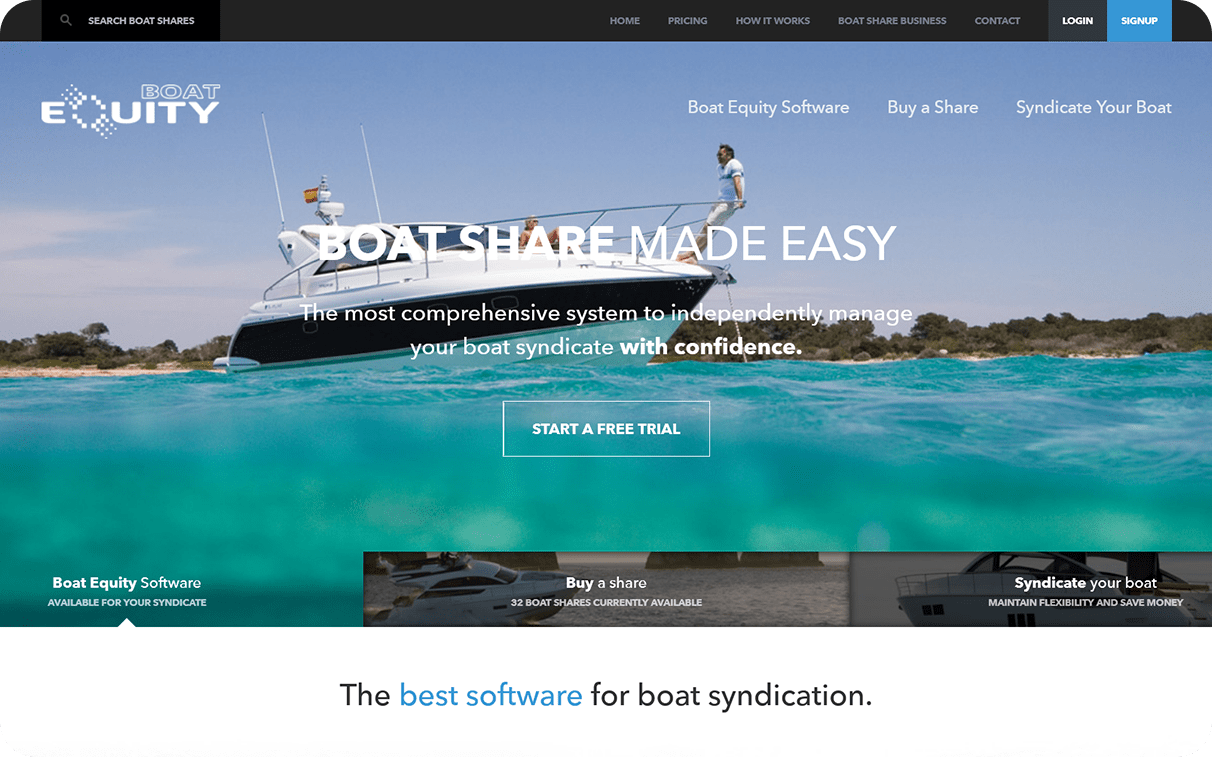 SEARCH BOAT SHARES
HOME PRICING HOW IT WORKS BOAT SHARE BUSINESS CONTACT LOGIN SIGNUP
BOAT
EQUITY
Boat Equity Software Buy a Share Syndicate Your Boat
BOAT SHARE MADE EASY
The most comprehensive system to independently manage
your boat syndicate with confidence.
START A FREE TRIAL
Boat Equity Software
AVAILABLE FOR YOUR SYNDICATE
Buy a share
32 BOAT SHARES CURRENTLY AVAILABLE
Syndicate your boat
MAINTAIN FLEXIBILITY AND SAVE MONEY
The best software for boat syndication.